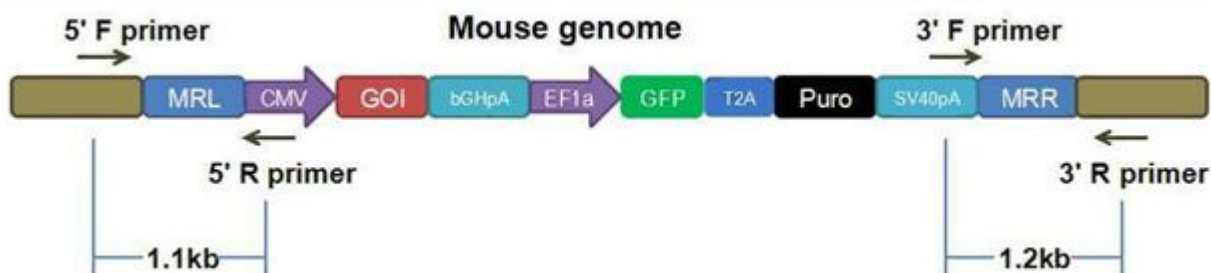 5' F primer Mouse genome 3' F primer
MRL CMV GOI bGHpA EF1a GFP T2A Puro SV40pA MRR
5' R primer 3' R primer
1.1kb 1.2kb